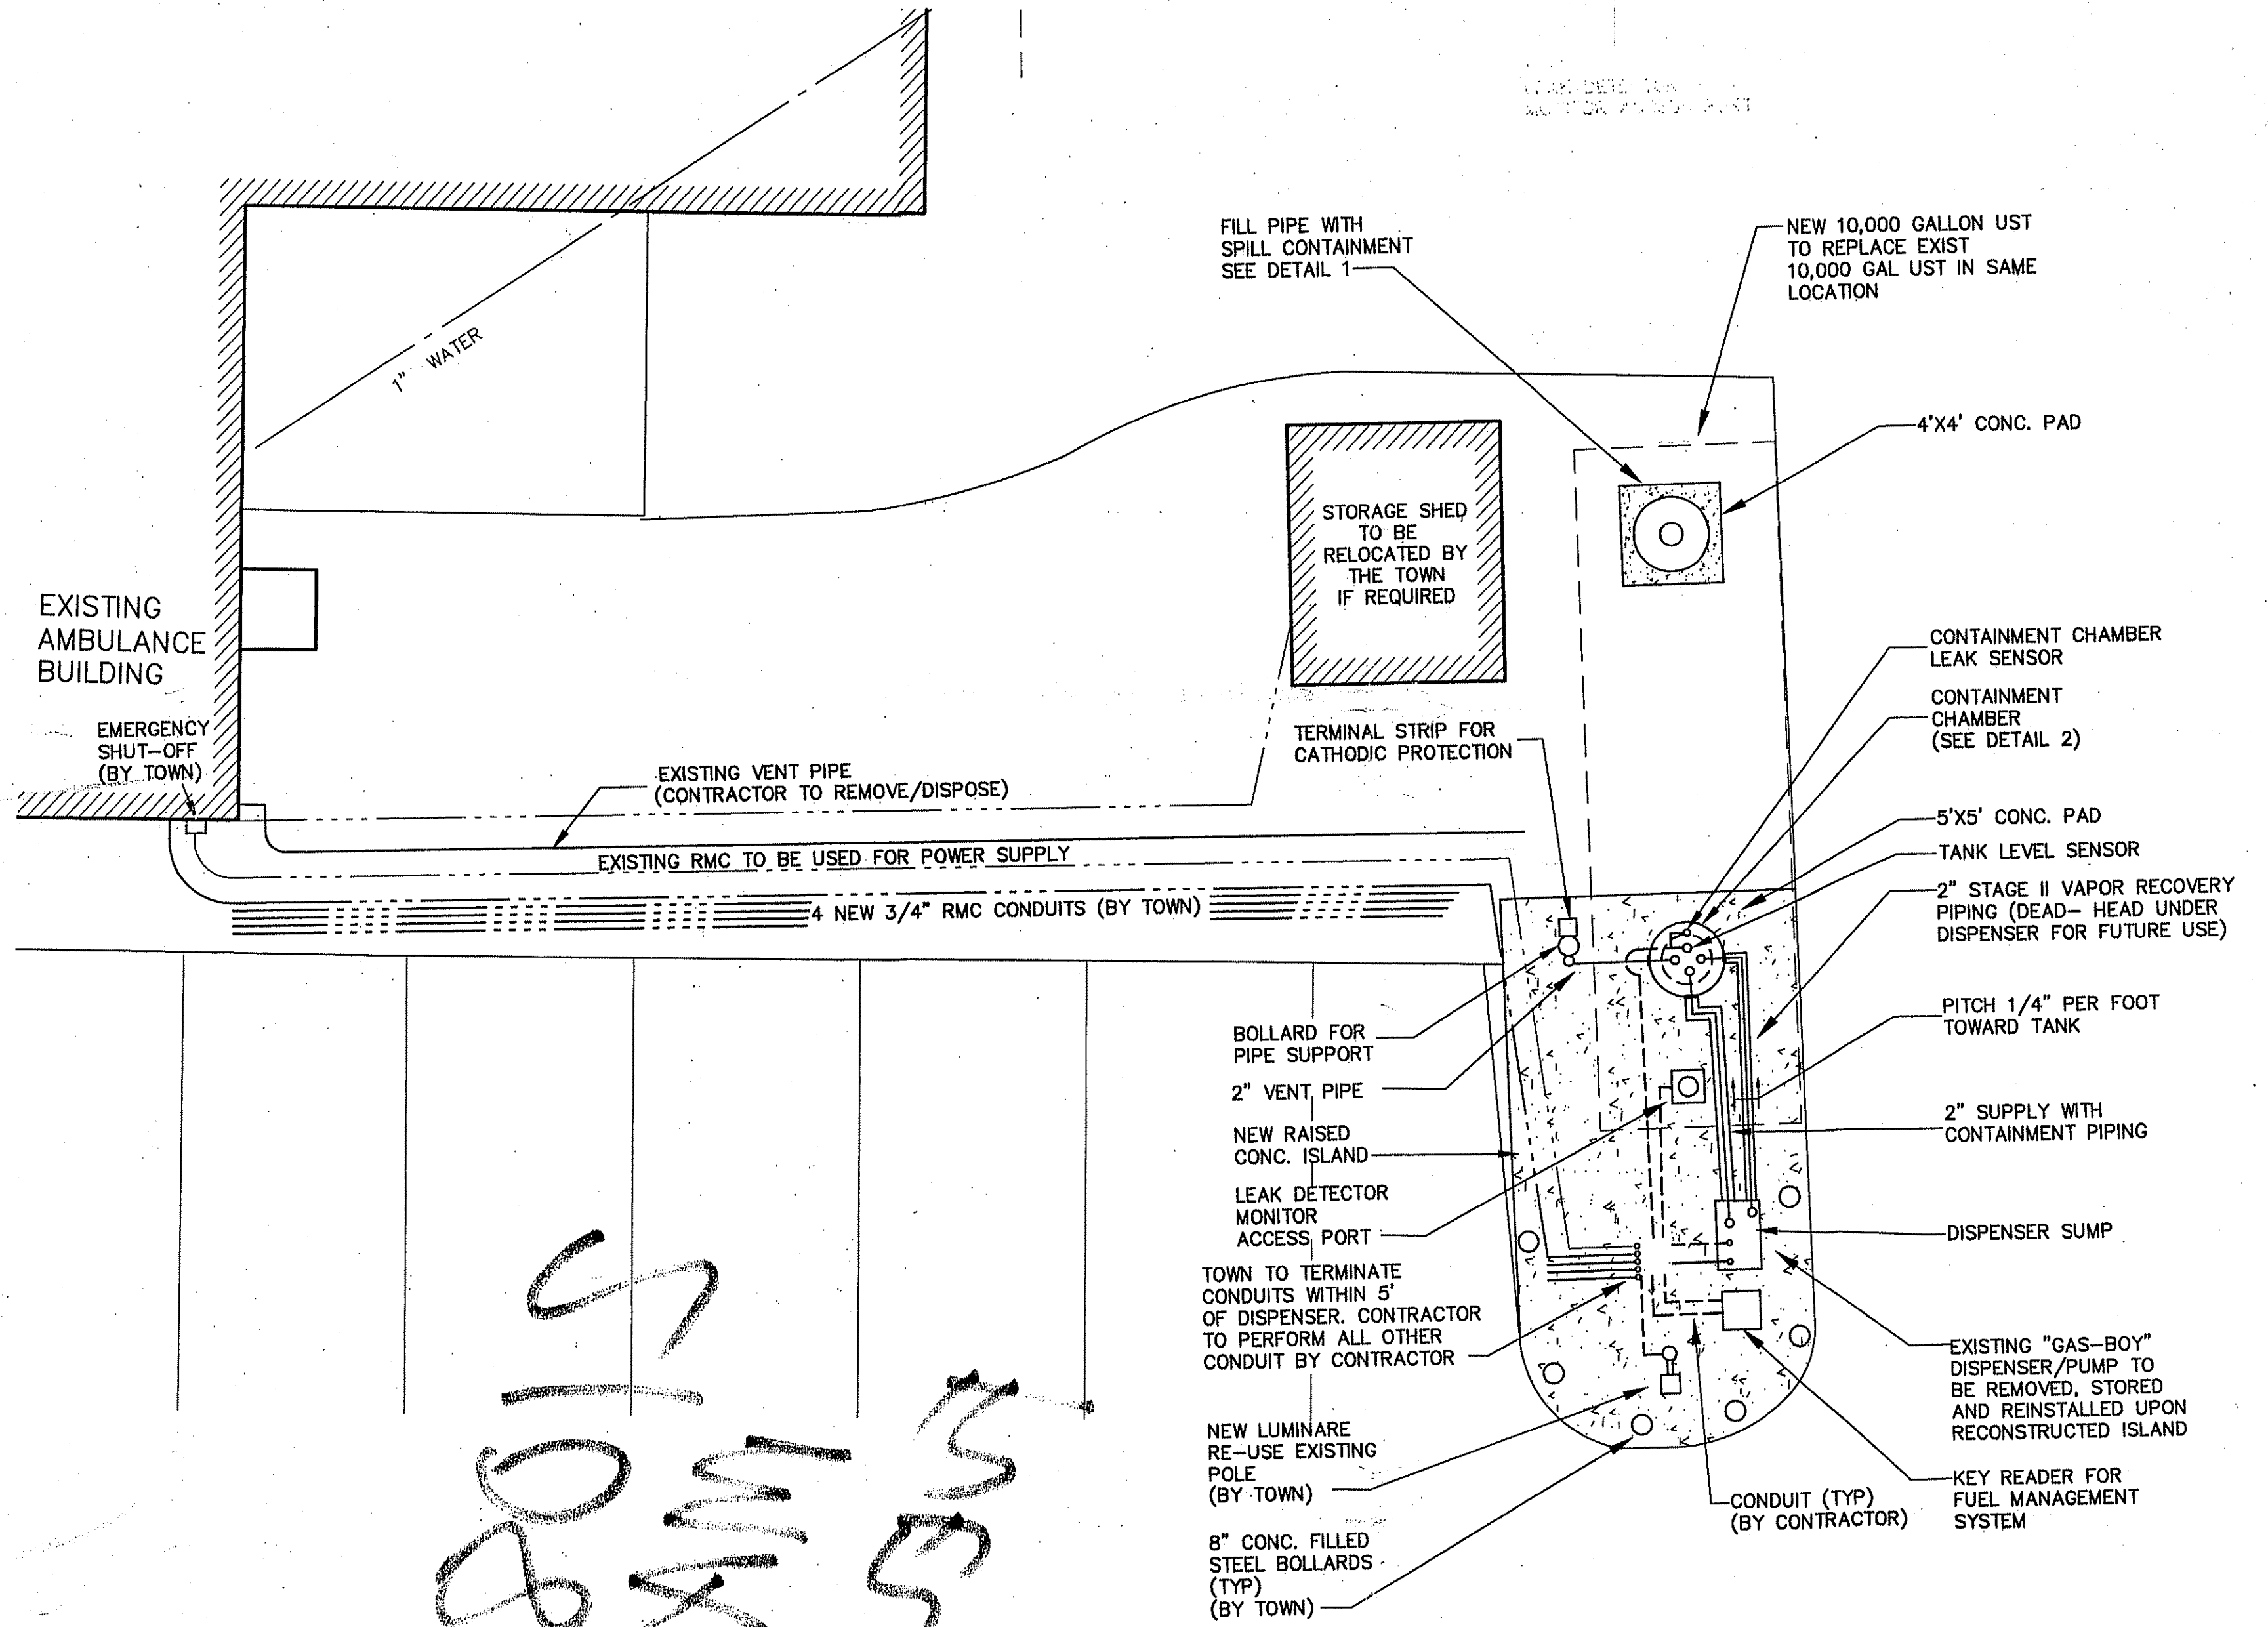 FILL PIPE WITH
SPILL CONTAINMENT
SEE DETAIL 1
NEW 10,000 GALLON UST
TO REPLACE EXIST
10,000 GAL UST IN SAME
LOCATION
1" WATER
4'X4' CONC. PAD
STORAGE SHED
TO BE
RELOCATED BY
THE TOWN
IF REQUIRED
EXISTING
AMBULANCE
BUILDING
CONTAINMENT CHAMBER
LEAK SENSOR
CONTAINMENT
CHAMBER
(SEE DETAIL 2)
EMERGENCY
SHUT-OFF
(BY TOWN)
TERMINAL STRIP FOR
CATHODIC PROTECTION
EXISTING VENT PIPE
(CONTRACTOR TO REMOVE/DISPOSE)
5'X5' CONC. PAD
TANK LEVEL SENSOR
EXISTING RMC TO BE USED FOR POWER SUPPLY
2" STAGE II VAPOR RECOVERY
PIPING (DEAD- HEAD UNDER
DISPENSER FOR FUTURE USE)
4 NEW 3/4" RMC CONDUITS (BY TOWN)
PITCH 1/4" PER FOOT
TOWARD TANK
BOLLARD FOR
PIPE SUPPORT
2" VENT PIPE
2" SUPPLY WITH
CONTAINMENT PIPING
NEW RAISED
CONC. ISLAND
LEAK DETECTOR
MONITOR
ACCESS PORT
DISPENSER SUMP
TOWN TO TERMINATE
CONDUITS WITHIN 5'
OF DISPENSER. CONTRACTOR
TO PERFORM ALL OTHER
CONDUIT BY CONTRACTOR
EXISTING "GAS-BOY"
DISPENSER/PUMP TO
BE REMOVED, STORED
AND REINSTALLED UPON
RECONSTRUCTED ISLAND
NEW LUMINARE
RE-USE EXISTING
POLE
(BY TOWN)
KEY READER FOR
FUEL MANAGEMENT
SYSTEM
CONDUIT (TYP)
(BY CONTRACTOR)
8" CONC. FILLED
STEEL BOLLARDS
(TYP)
(BY TOWN)